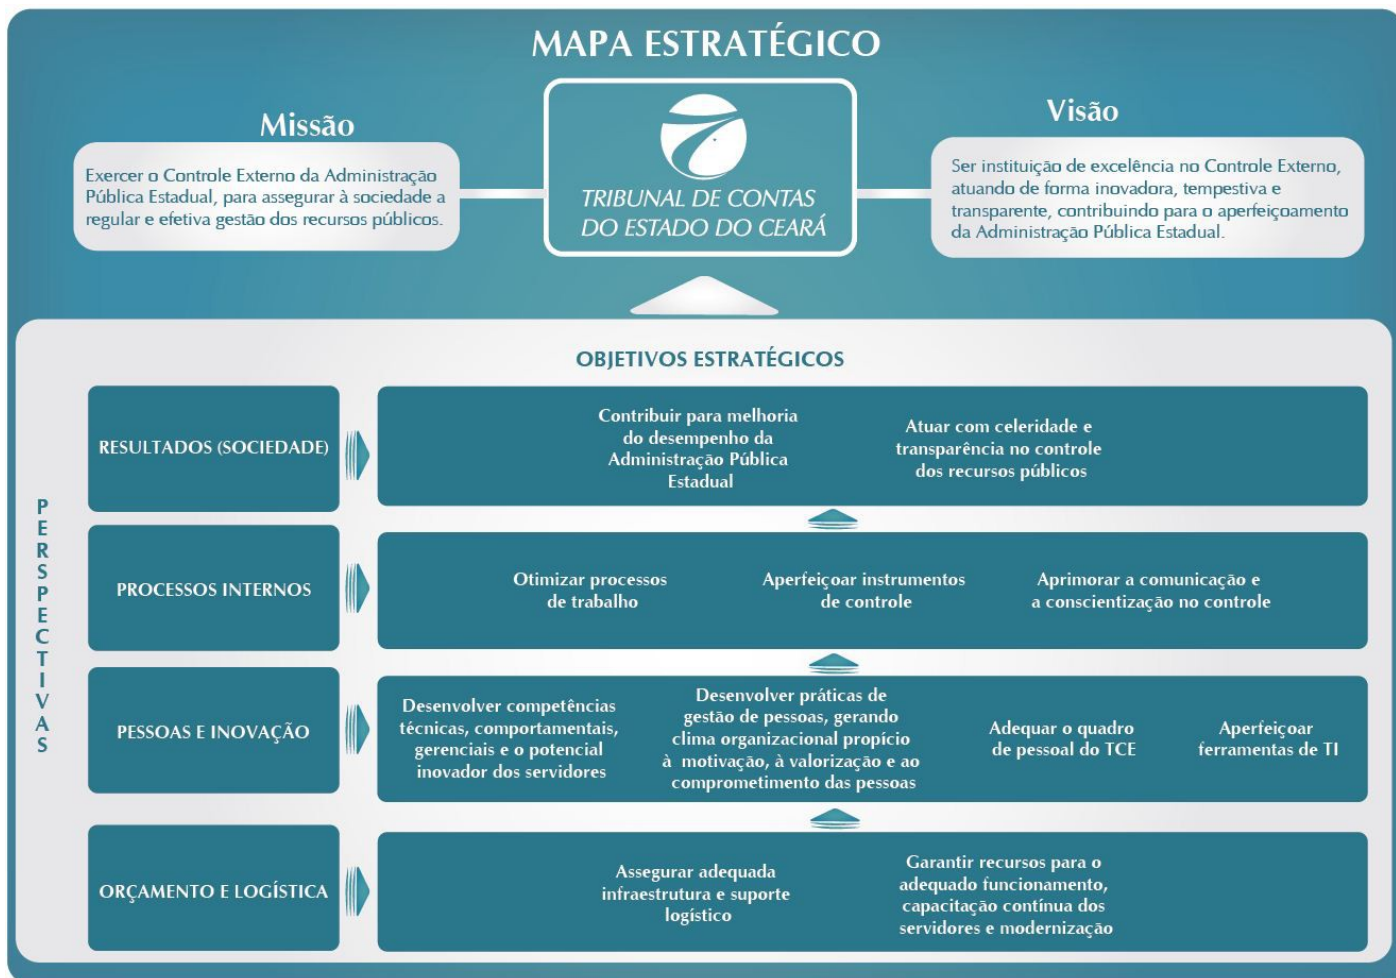 MAPA ESTRATÉGICO
Missão
Exercer o Controle Externo da Administração
Pública Estadual, para assegurar à sociedade a
regular e efetiva gestão dos recursos públicos.
TRIBUNAL DE CONTAS
DO ESTADO DO CEARÁ
Visão
Ser instituição de excelência no Controle Externo,
atuando de forma inovadora, tempestiva e
transparente, contribuindo para o aperfeiçoamento
da Administração Pública Estadual.
OBJETIVOS ESTRATÉGICOS
PERSPECTIVAS
RESULTADOS (SOCIEDADE)
Contribuir para melhoria
do desempenho da
Administração Pública
Estadual
Atuar com celeridade e
transparência no controle
dos recursos públicos
PROCESSOS INTERNOS
Otimizar processos
de trabalho
Aperfeiçoar instrumentos
de controle
Aprimorar a comunicação e
a conscientização no controle
PESSOAS E INOVAÇÃO
Desenvolver competências
técnicas, comportamentais,
gerenciais e o potencial
inovador dos servidores
Desenvolver práticas de
gestão de pessoas, gerando
clima organizacional propício
à motivação, à valorização e ao
comprometimento das pessoas
Adequar o quadro
de pessoal do TCE
Aperfeiçoar
ferramentas de TI
ORÇAMENTO E LOGÍSTICA
Assegurar adequada
infraestrutura e suporte
logístico
Garantir recursos para o
adequado funcionamento,
capacitação contínua dos
servidores e modernização